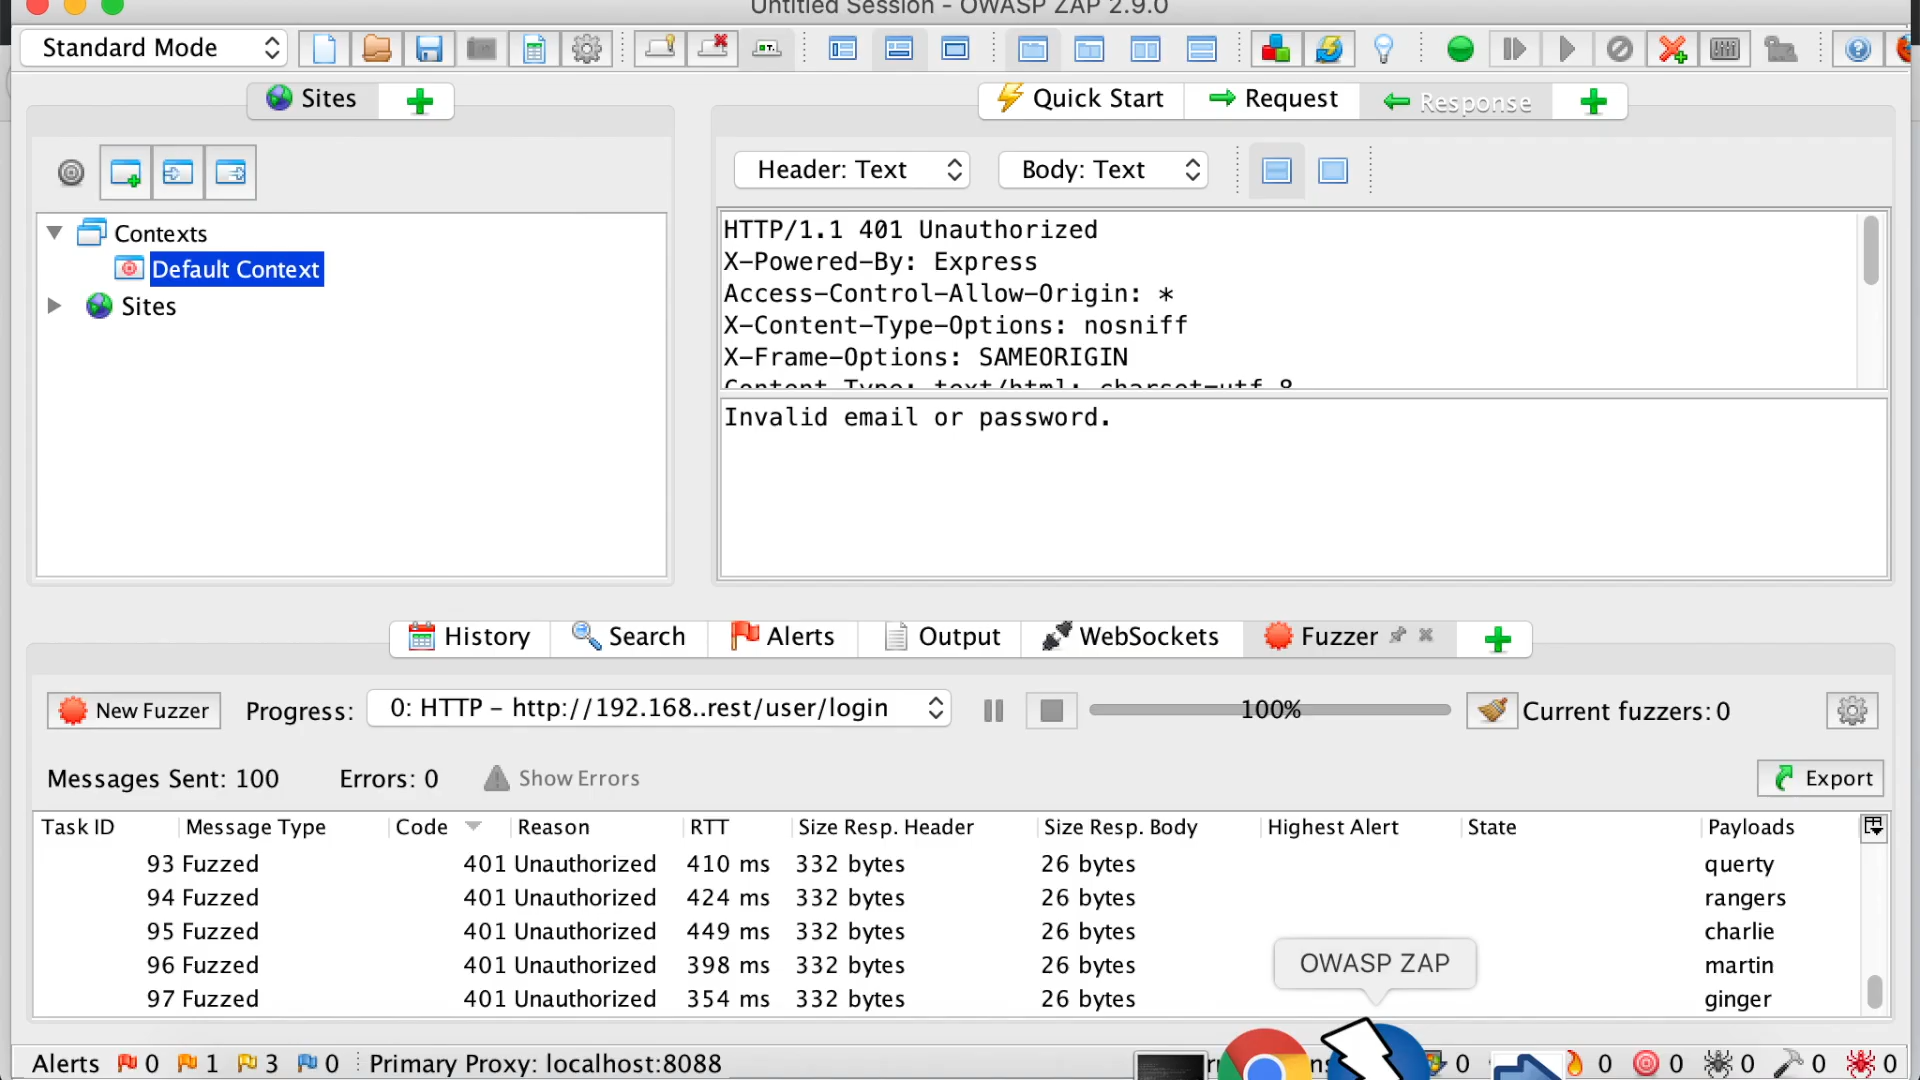 Untitled Session - OWASP ZAP 2.9.0
Standard Mode
Sites
Quick Start
Request
Response
Header: Text
Body: Text
Contexts
Default Context
Sites
HTTP/1.1 401 Unauthorized
X-Powered-By: Express
Access-Control-Allow-Origin: *
X-Content-Type-Options: nosniff
X-Frame-Options: SAMEORIGIN
Content-Type: text/html; charset=utf-8
Invalid email or password.
History
Search
Alerts
Output
WebSockets
Fuzzer
New Fuzzer
Progress:
0: HTTP - http://192.168..rest/user/login
100%
Current fuzzers: 0
Messages Sent: 100
Errors: 0
Show Errors
Export
Task ID Message Type Code Reason RTT Size Resp. Header Size Resp. Body Highest Alert State Payloads
93 Fuzzed 401 Unauthorized 410 ms 332 bytes 26 bytes querty
94 Fuzzed 401 Unauthorized 424 ms 332 bytes 26 bytes rangers
95 Fuzzed 401 Unauthorized 449 ms 332 bytes 26 bytes charlie
96 Fuzzed 401 Unauthorized 398 ms 332 bytes 26 bytes martin
97 Fuzzed 401 Unauthorized 354 ms 332 bytes 26 bytes ginger
OWASP ZAP
Alerts 0 1 3 0 Primary Proxy: localhost:8088 0 0 0 0 0 0